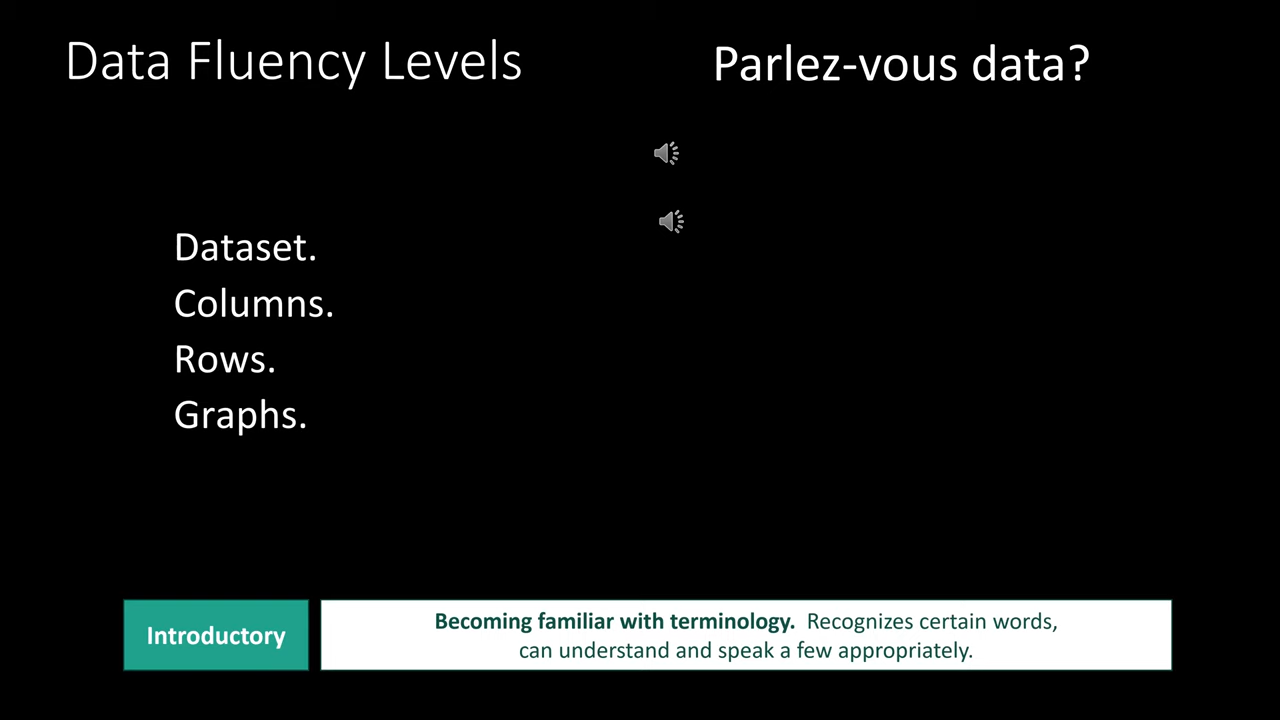 Data Fluency Levels
Parlez-vous data?
Dataset.
Columns.
Rows.
Graphs.
Introductory
Becoming familiar with terminology. Recognizes certain words,
can understand and speak a few appropriately.